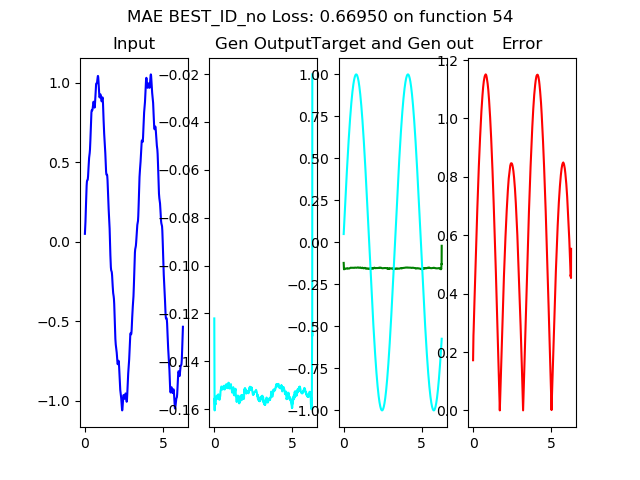 MAE BEST_ID_no Loss: 0.66950 on function 54
Input Gen Output Target and Gen out Error
1.0 −0.02 1.00 1.2
0.5 −0.04 0.75 1.0
0.0 −0.06 0.50 0.8
−0.5 −0.08 0.25 0.6
−1.0 −0.10 0.00 0.4
−0.12 −0.25 0.2
−0.14 −0.50 0.0
−0.16 −0.75
−1.00
0 5 0 5 0 5 0 5